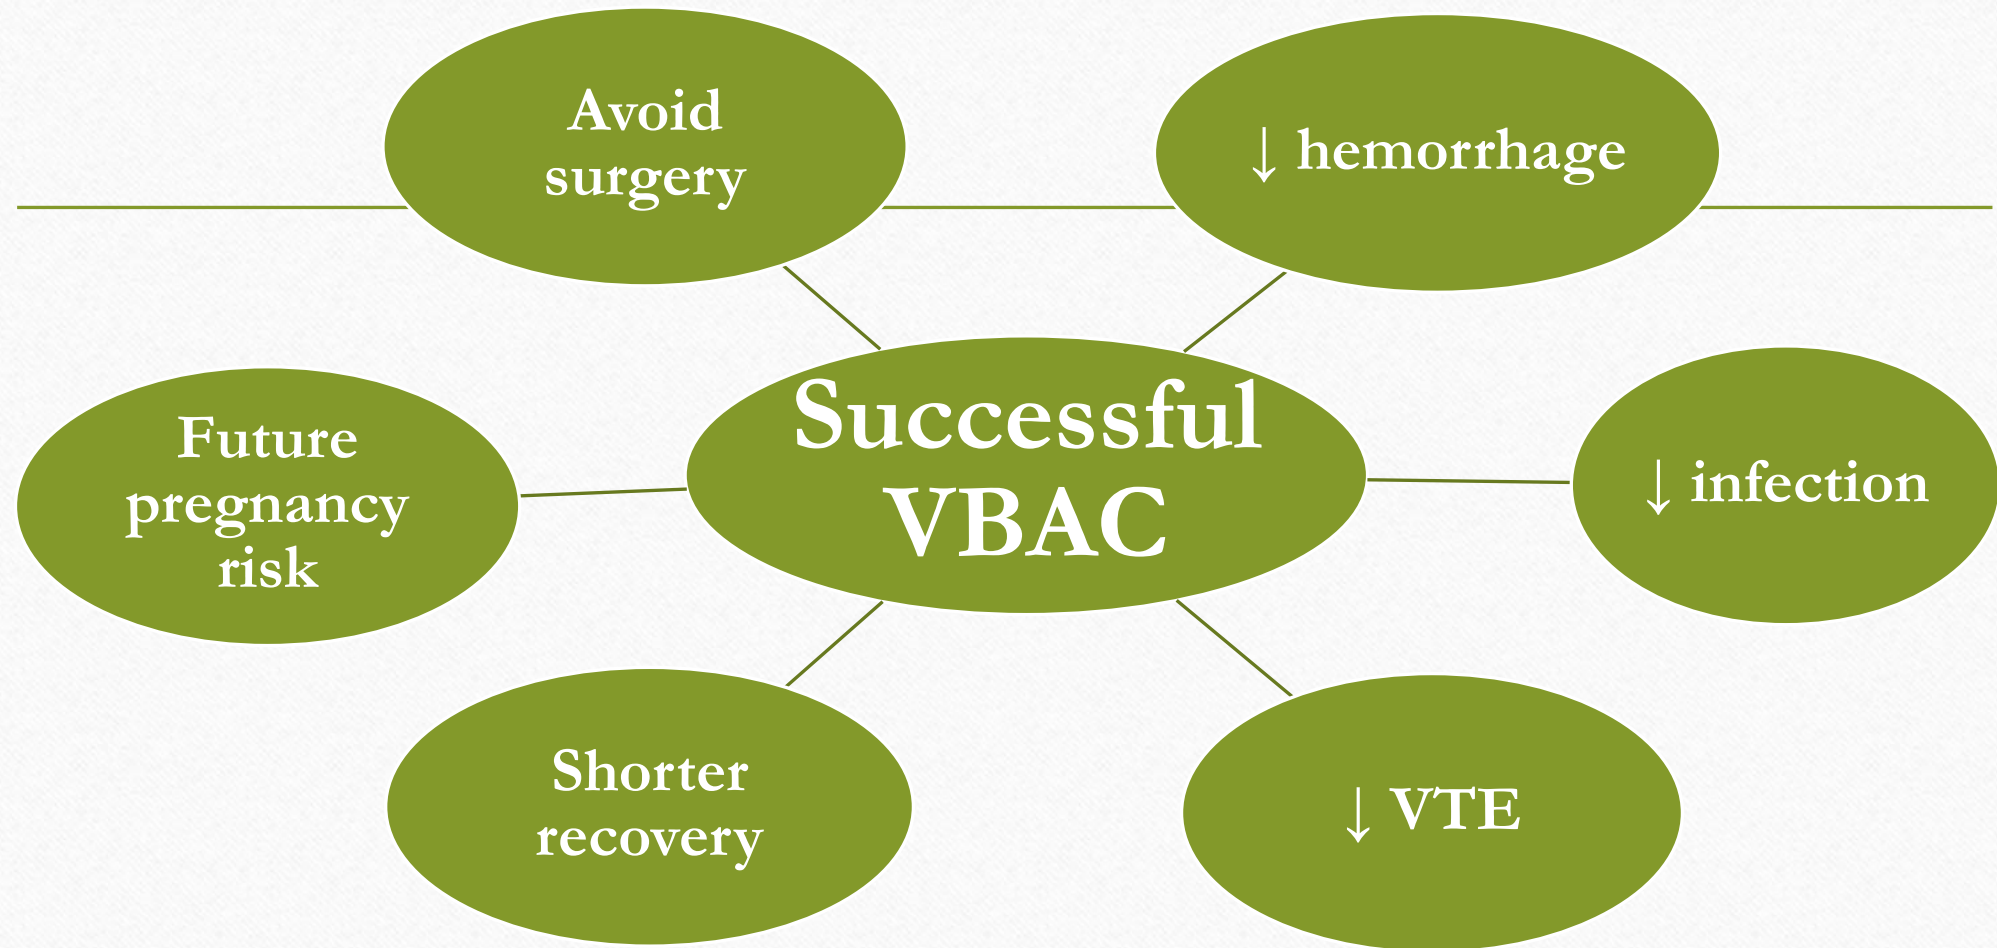 Avoid
surgery
↓ hemorrhage
Successful
VBAC
Future
pregnancy
risk
↓ infection
Shorter
recovery
↓ VTE